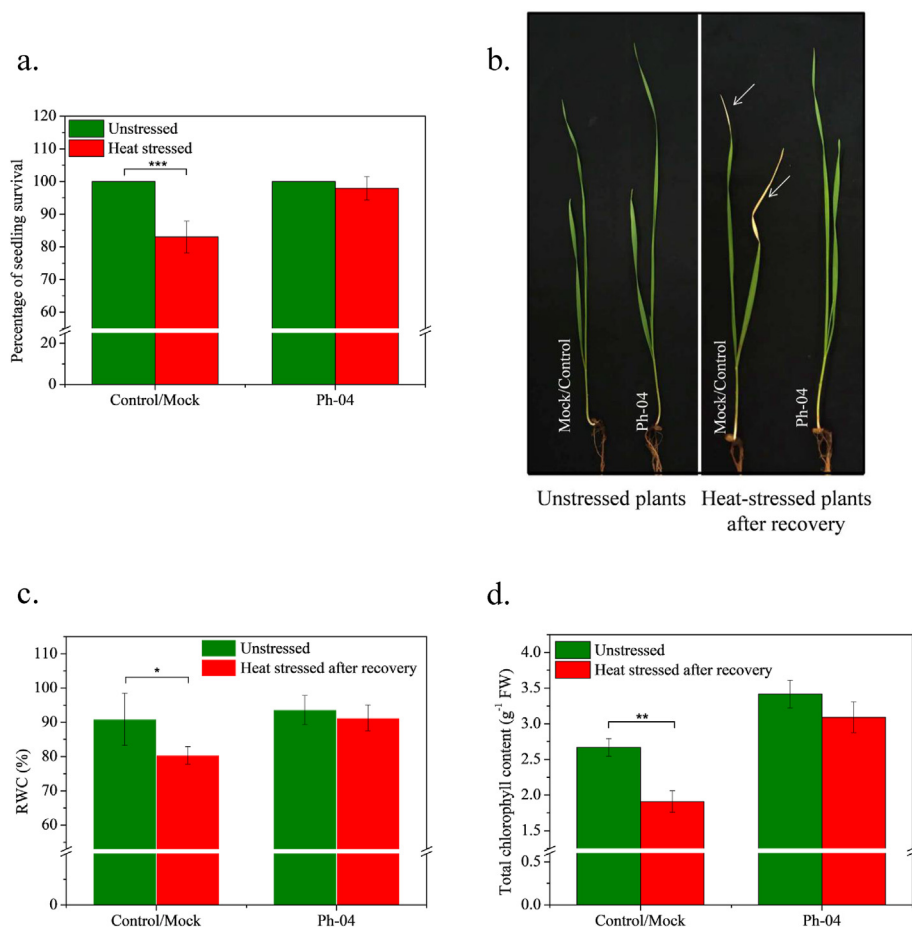 a.
120
110
100
90
80
70
60
20
0
Percentage of seedling survival
Unstressed
Heat stressed
***
Control/Mock
Ph-04
b.
Mock/Control
Ph-04
Mock/Control
Ph-04
Unstressed plants
Heat-stressed plants
after recovery
c.
110
100
90
80
70
60
0
RWC (%)
Unstressed
Heat stressed after recovery
*
Control/Mock
Ph-04
d.
4.0
3.5
3.0
2.5
2.0
1.5
0.5
0.0
Total chlorophyll content (g⁻¹ FW)
Unstressed
Heat stressed after recovery
**
Control/Mock
Ph-04